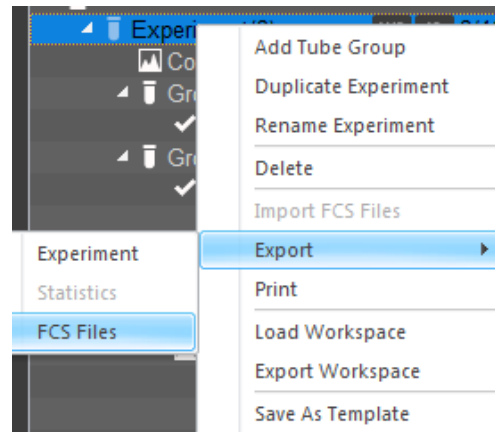 Add Tube Group
Duplicate Experiment
Rename Experiment
Delete
Import FCS Files
Export
Print
Load Workspace
Export Workspace
Save As Template
Experiment
Statistics
FCS Files